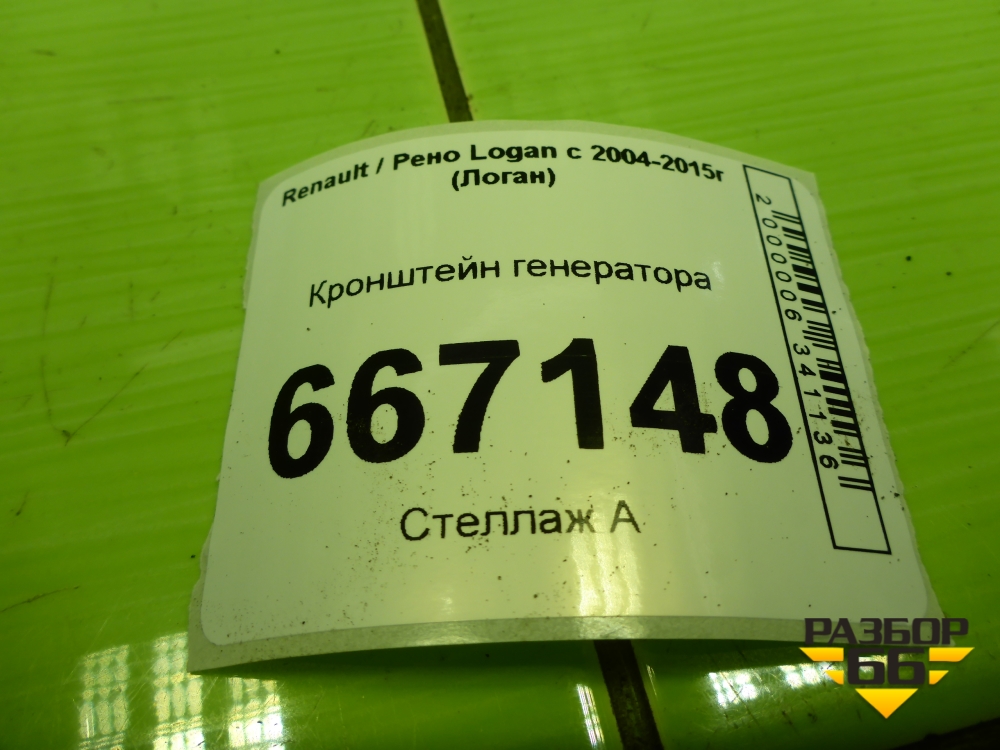 Renault / Рено Logan с 2004-2015г
(Логан)
Кронштейн генератора
667148
Стеллаж А
2000006341136
РАЗБОР
66